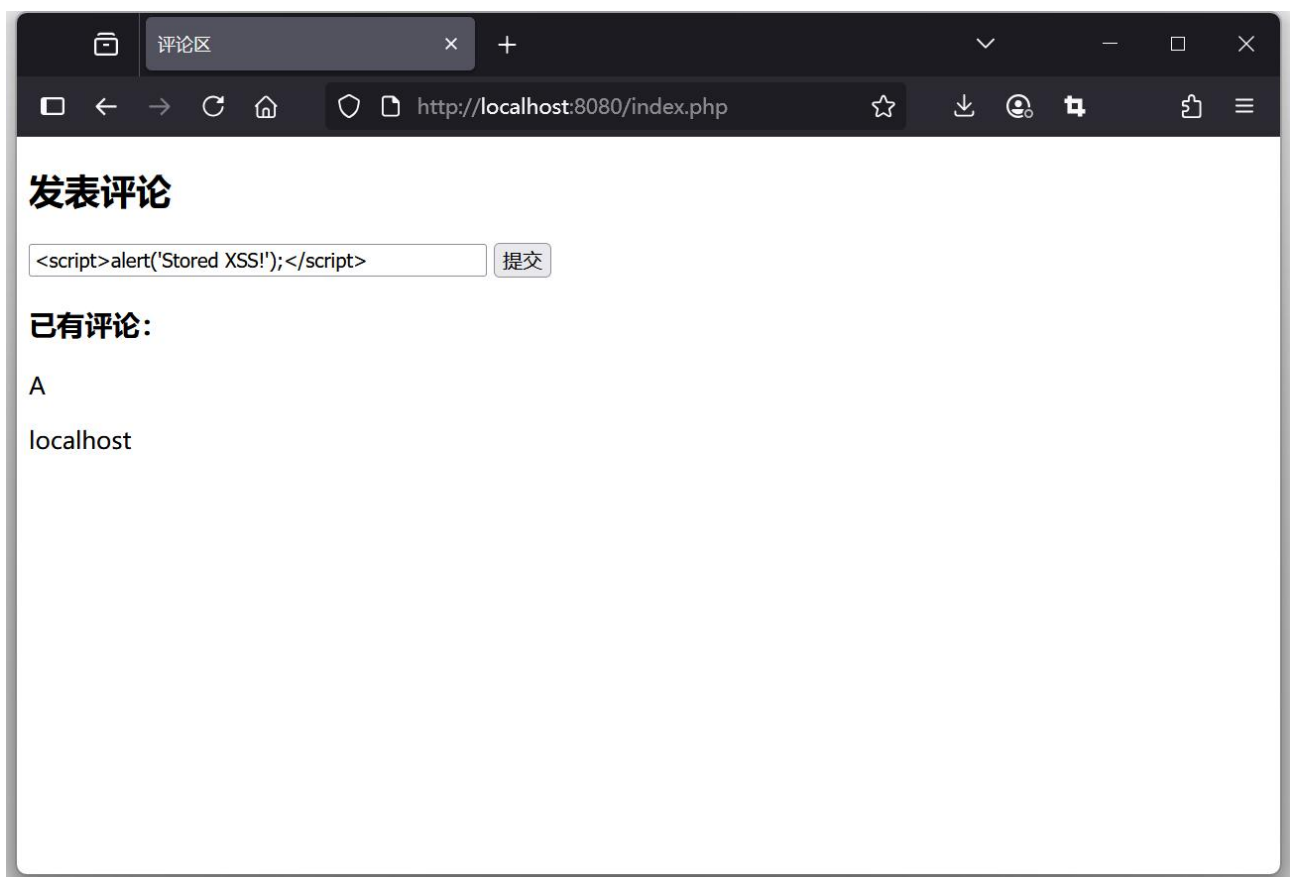 评论区
http://localhost:8080/index.php
发表评论
<script>alert('Stored XSS!');</script> 提交
已有评论：
A
localhost